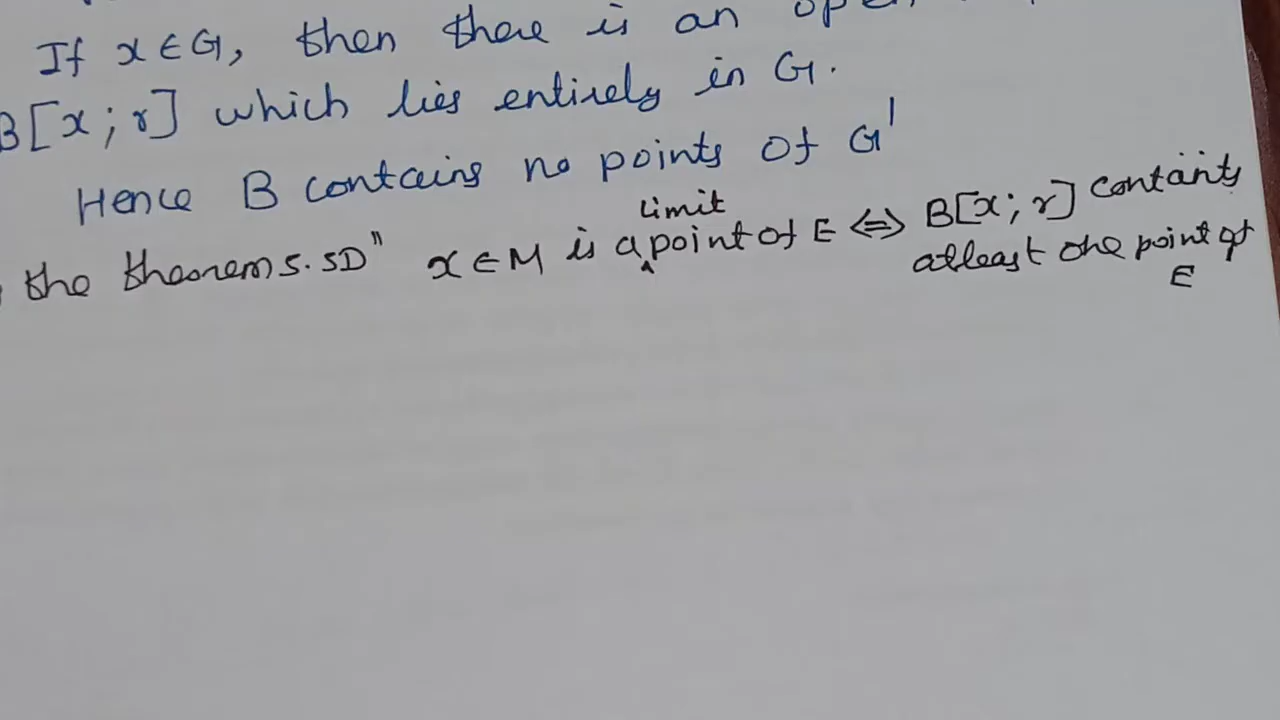 If x ∈ G, then there is an open
B[x; r] which lies entirely in G.
Hence B contains no points of G'
limit
the theorem 5.5D" x ∈ M is a ‸ point of E ⇔ B[x; r] contains
atleast one point of
E